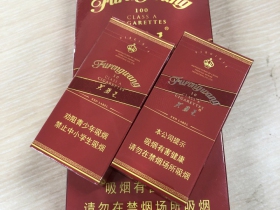 Furongwang
100
CLASS A
CIGARETTES
Furongwang
CIGARETTES
芙蓉王
劝阻青少年吸烟
禁止中小学生吸烟
Furongwang
CIGARETTES
芙蓉王
本公司提示
吸烟有害健康
请勿在禁烟场所吸烟
吸烟有害
请勿在禁烟场所吸烟